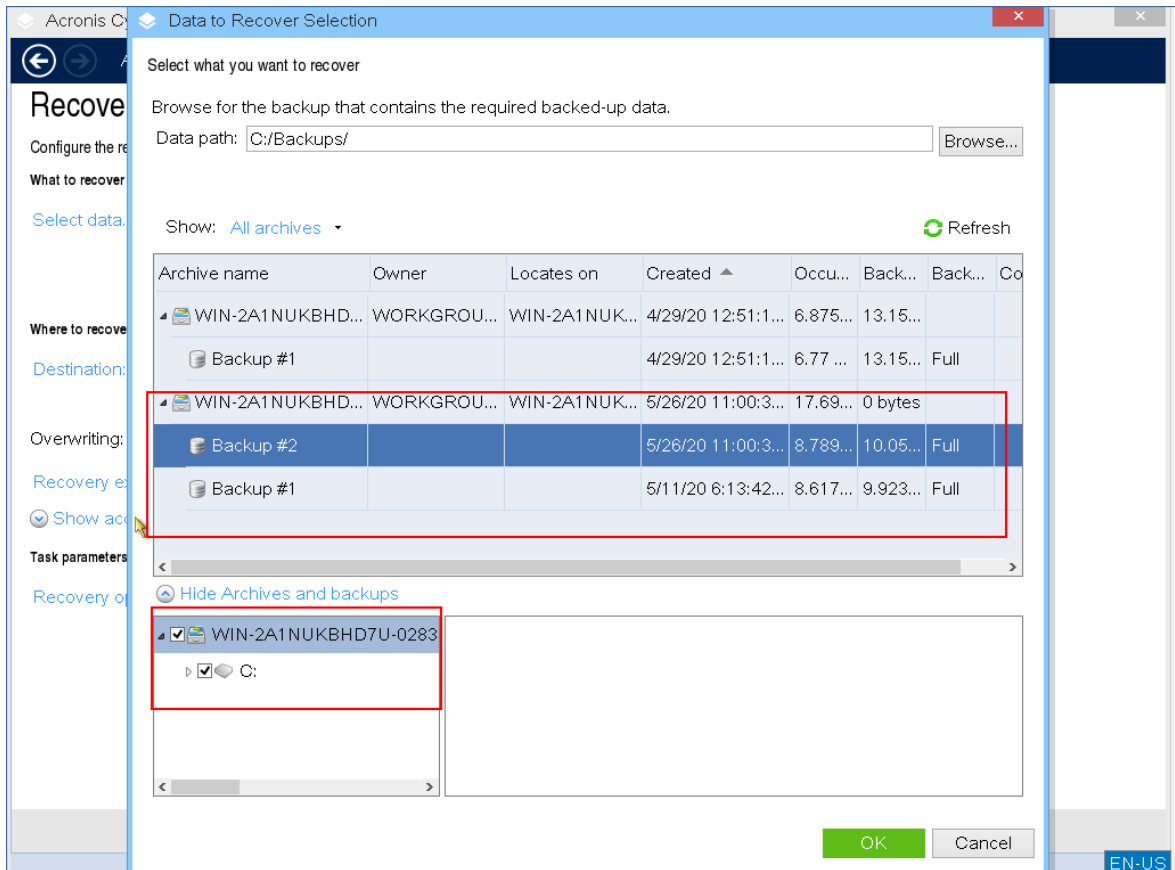 Acronis Cy
Data to Recover Selection
Select what you want to recover
Recove
Browse for the backup that contains the required backed-up data.
Configure the re
Data path: C:/Backups/ Browse...
What to recover
Select data.
Show: All archives Refresh
Archive name Owner Locates on Created Occu... Back... Back... Co
WIN-2A1NUKBHD... WORKGROU... WIN-2A1NUK... 4/29/20 12:51:1... 6.875... 13.15...
Where to recove
Backup #1 4/29/20 12:51:1... 6.77 ... 13.15... Full
Destination:
WIN-2A1NUKBHD... WORKGROU... WIN-2A1NUK... 5/26/20 11:00:3... 17.69... 0 bytes
Overwriting:
Backup #2 5/26/20 11:00:3... 8.789... 10.05... Full
Recovery ex
Backup #1 5/11/20 6:13:42... 8.617... 9.923... Full
Show acc
Task parameters
Recovery op
Hide Archives and backups
WIN-2A1NUKBHD7U-0283
C:
OK Cancel
EN-US